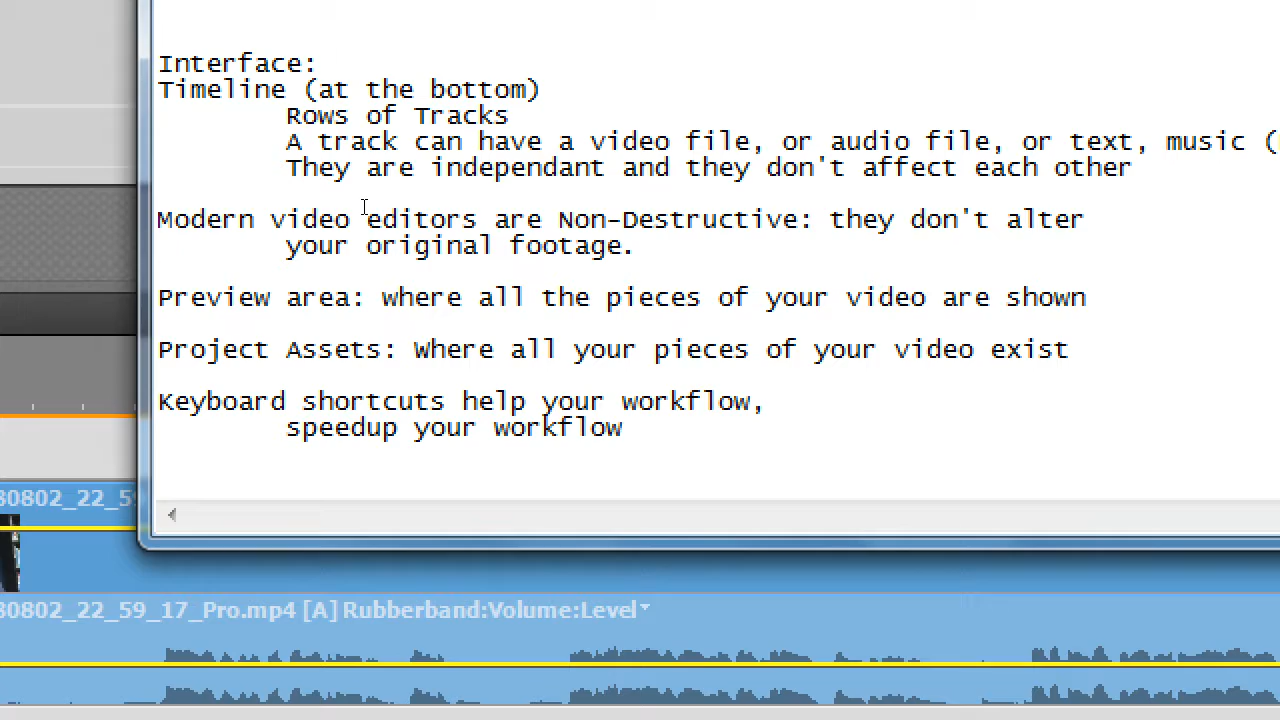 Interface:
Timeline (at the bottom)
Rows of Tracks
A track can have a video file, or audio file, or text, music (
They are independant and they don't affect each other
Modern video editors are Non-Destructive: they don't alter
your original footage.
Preview area: where all the pieces of your video are shown
Project Assets: Where all your pieces of your video exist
Keyboard shortcuts help your workflow,
speedup your workflow
30802_22_59
30802_22_59_17_Pro.mp4 [A] Rubberband:Volume:Level